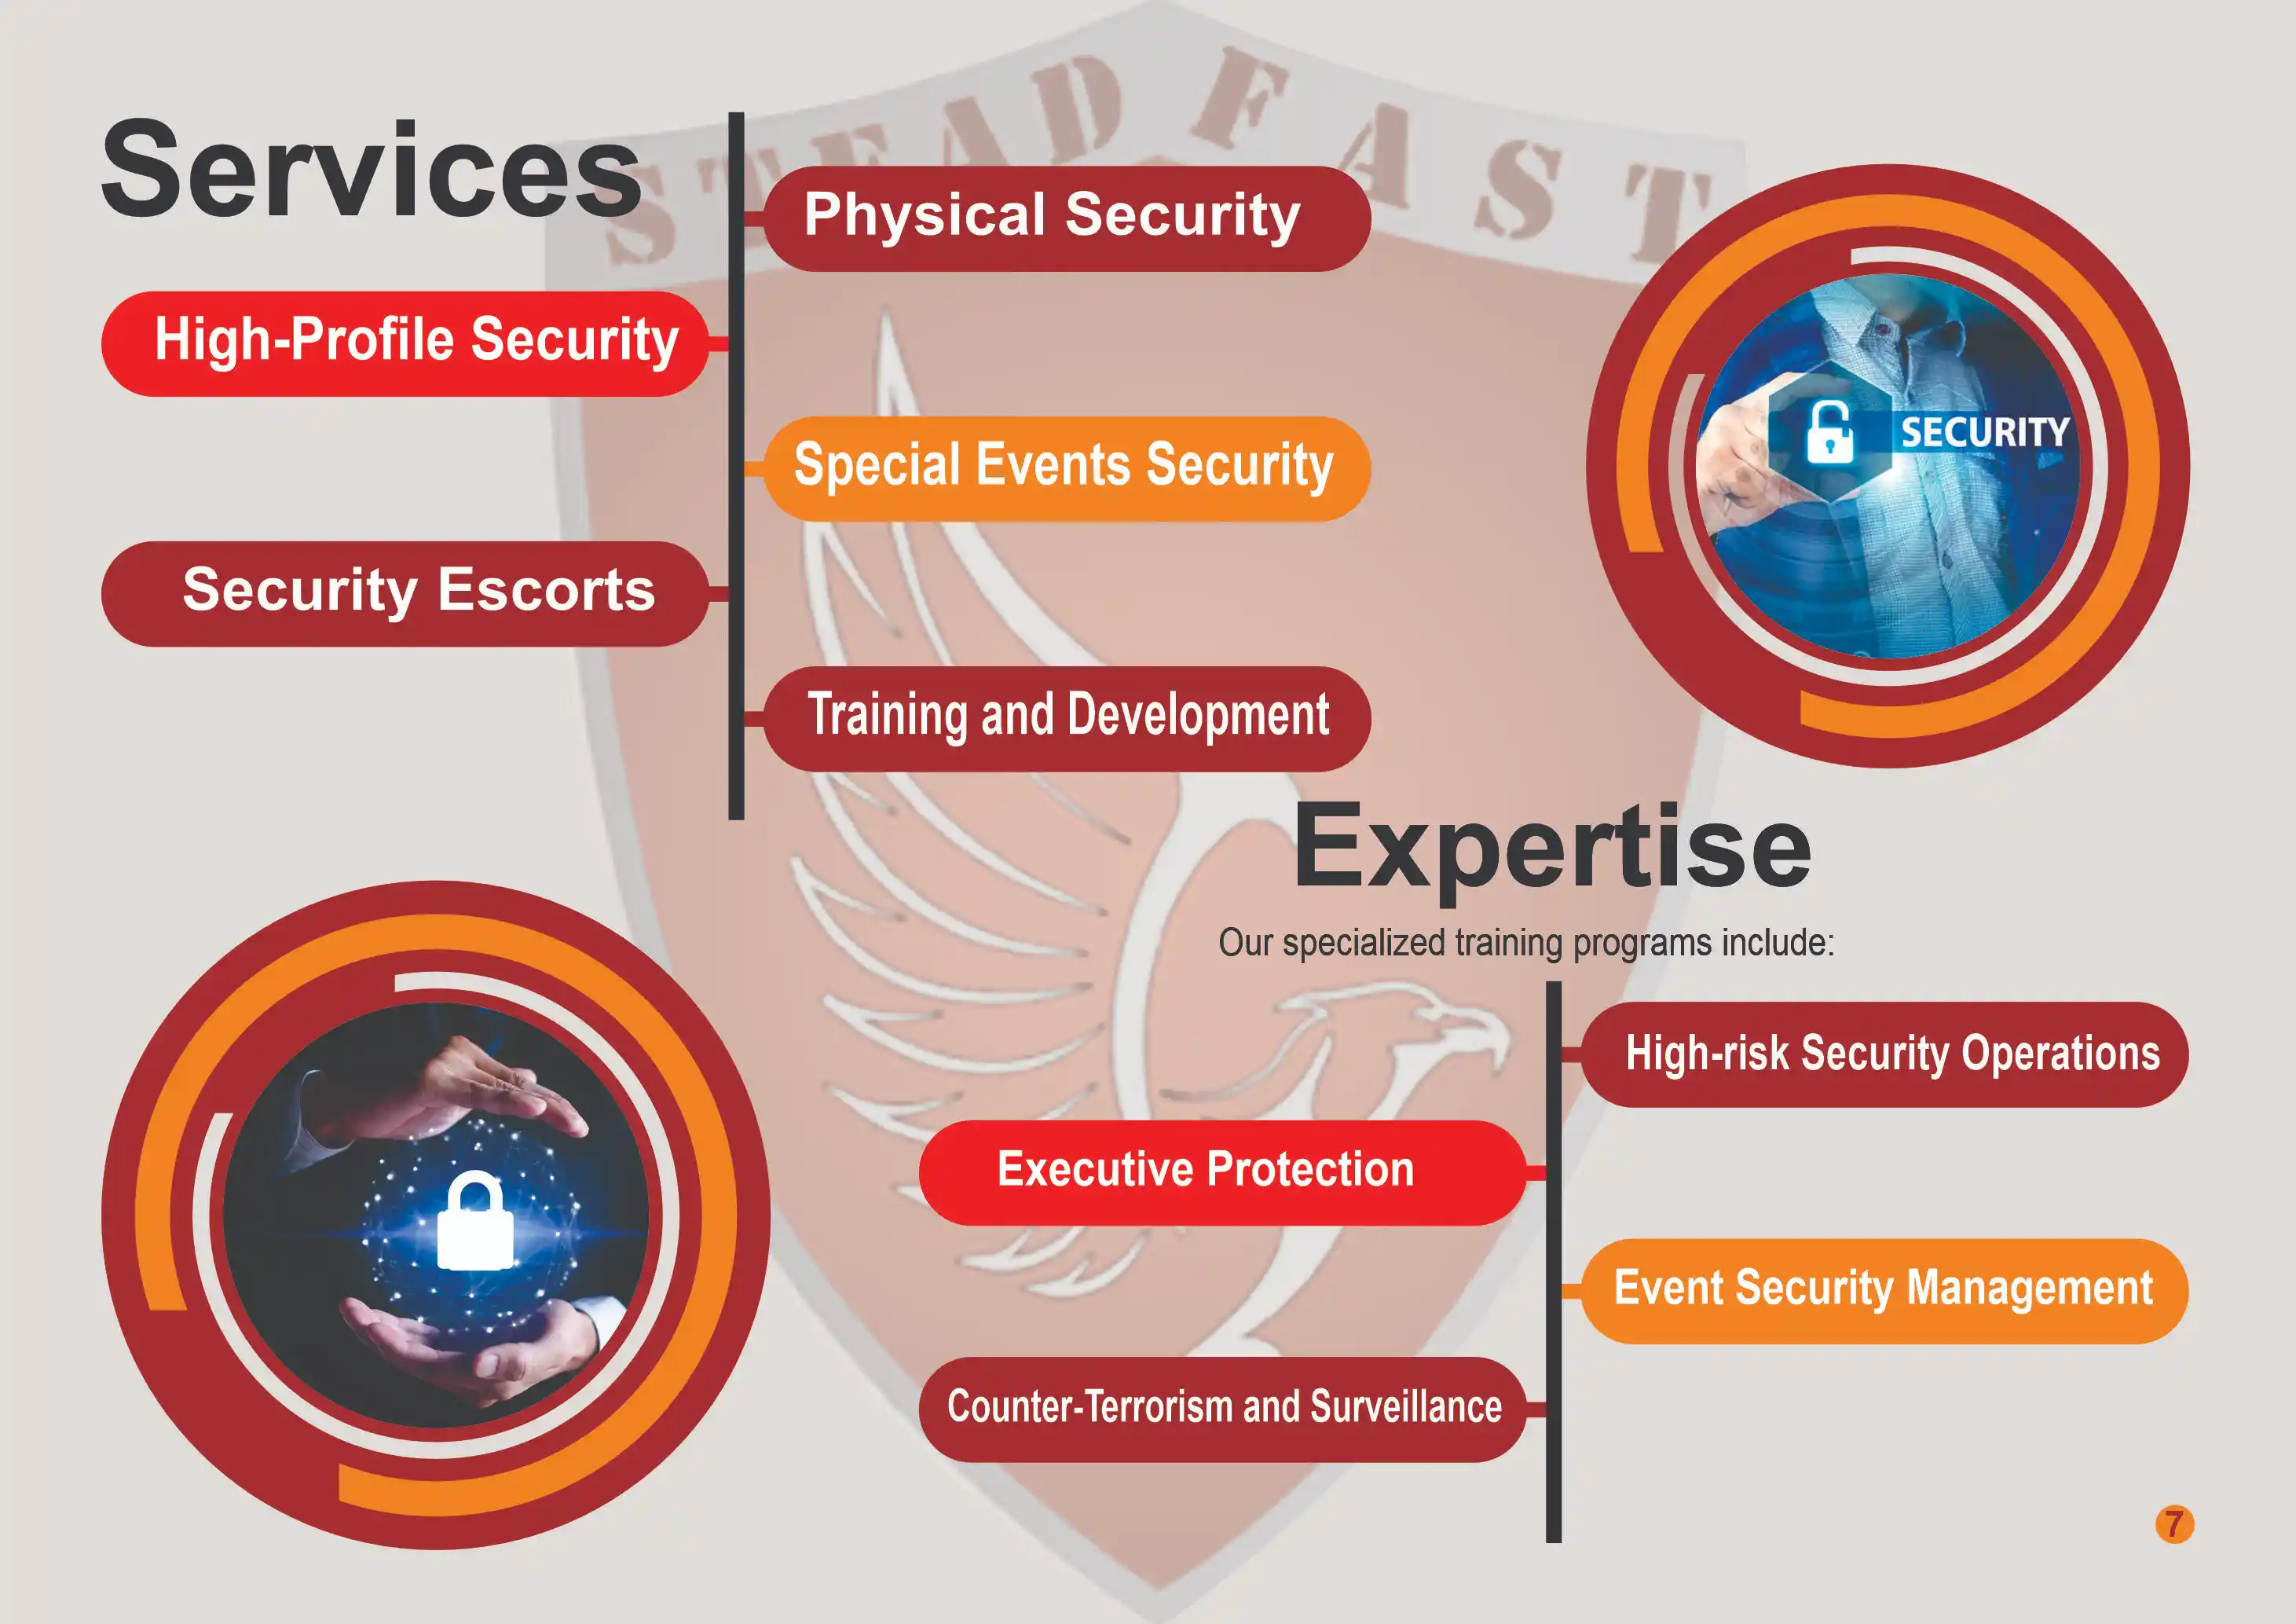 STEADFAST
Services
Physical Security
High-Profile Security
Special Events Security
Security Escorts
Training and Development
SECURITY
Expertise
Our specialized training programs include:
High-risk Security Operations
Executive Protection
Event Security Management
Counter-Terrorism and Surveillance
7